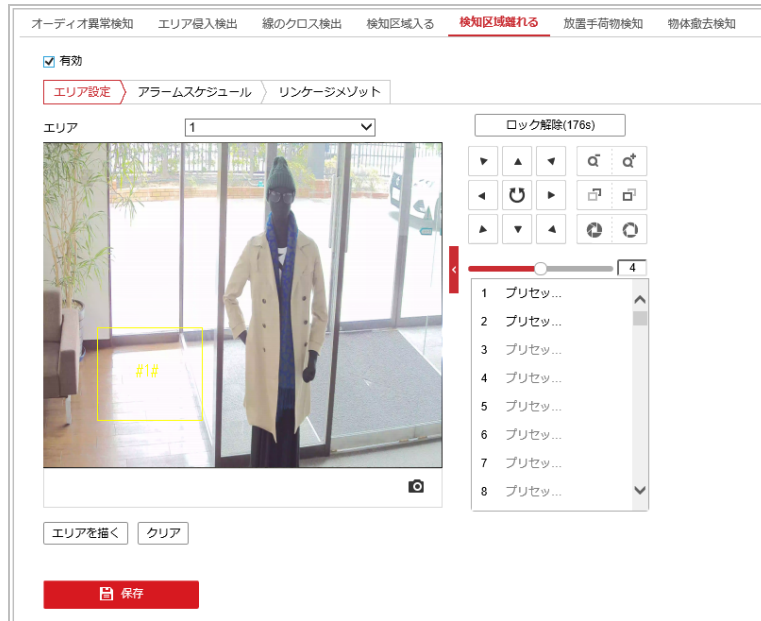 オーディオ異常検知 エリア侵入検出 線のクロス検出 検知区域入る 検知区域離れる 放置手荷物検知 物体撤去検知
有効
エリア設定 アラームスケジュール リンケージメゾット
エリア 1 ロック解除(176s)
#1#
4
1 プリセッ...
2 プリセッ...
3 プリセッ...
4 プリセッ...
5 プリセッ...
6 プリセッ...
7 プリセッ...
8 プリセッ...
エリアを描く クリア
保存